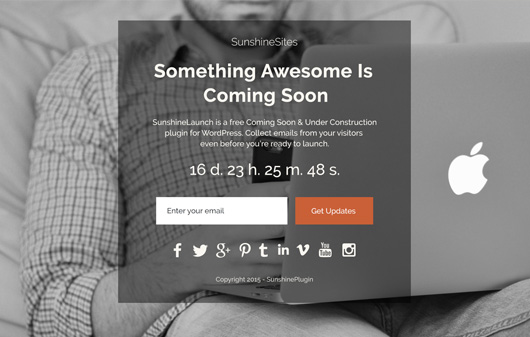 SunshineSites
Something Awesome Is
Coming Soon
SunshineLaunch is a free Coming Soon & Under Construction
plugin for WordPress. Collect emails from your visitors
even before you're ready to launch.
16 d. 23 h. 25 m. 48 s.
Enter your email
Get Updates
Copyright 2015 - SunshinePlugin